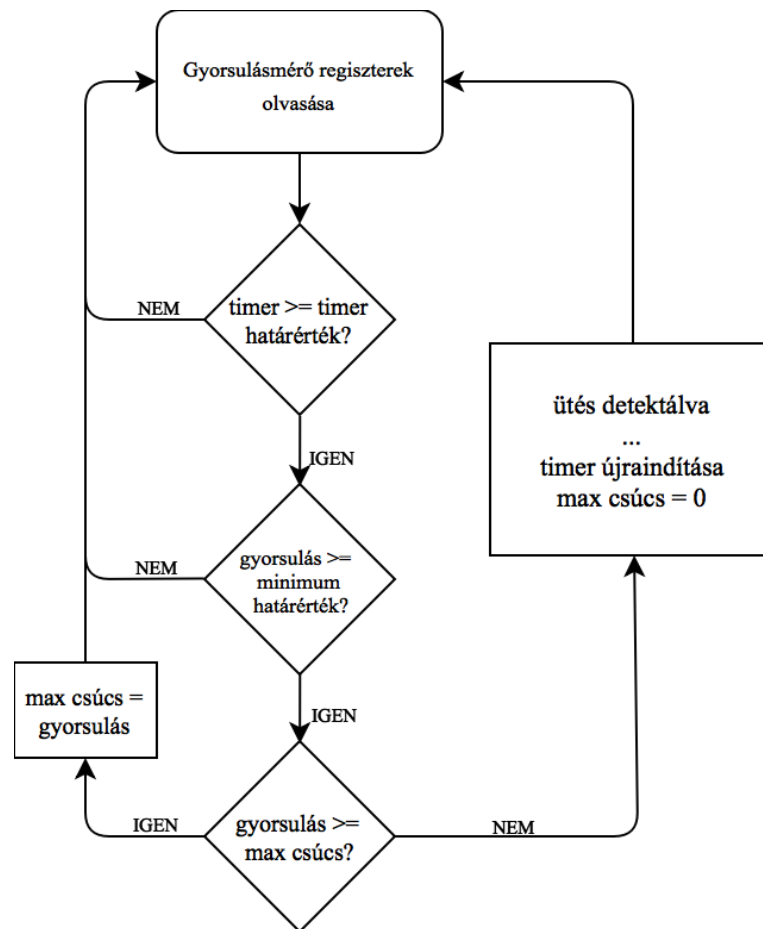 Gyorsulásmérő regiszterek
olvasása
NEM
timer >= timer
határérték?
IGEN
ütés detektálva
...
timer újraindítása
max csúcs = 0
NEM
gyorsulás >=
minimum
határérték?
IGEN
max csúcs =
gyorsulás
IGEN
gyorsulás >=
max csúcs?
NEM